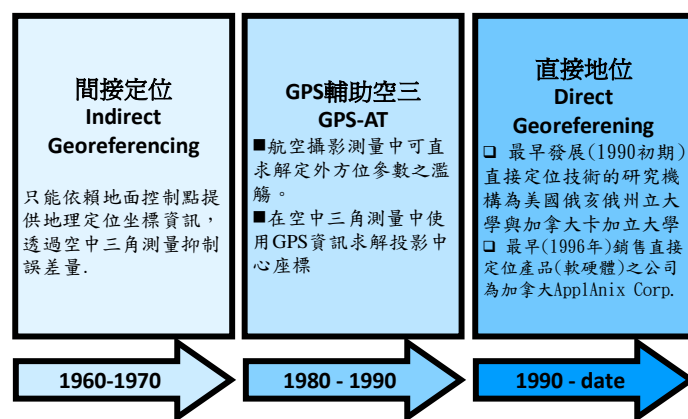 間接定位
Indirect
Georeferencing
只能依賴地面控制點提
供地理定位坐標資訊，
透過空中三角測量抑制
誤差量.
1960-1970
GPS輔助空三
GPS-AT
■航空攝影測量中可直
求解定外方位參數之濫
觴。
■在空中三角測量中使
用GPS資訊求解投影中
心座標
1980 - 1990
直接地位
Direct
Georeferening
□ 最早發展(1990初期)
直接定位技術的研究機
構為美國俄亥俄州立大
學與加拿大卡加立大學
□ 最早(1996年)銷售直接
定位產品(軟硬體)之公司
為加拿大ApplAnix Corp.
1990 - date